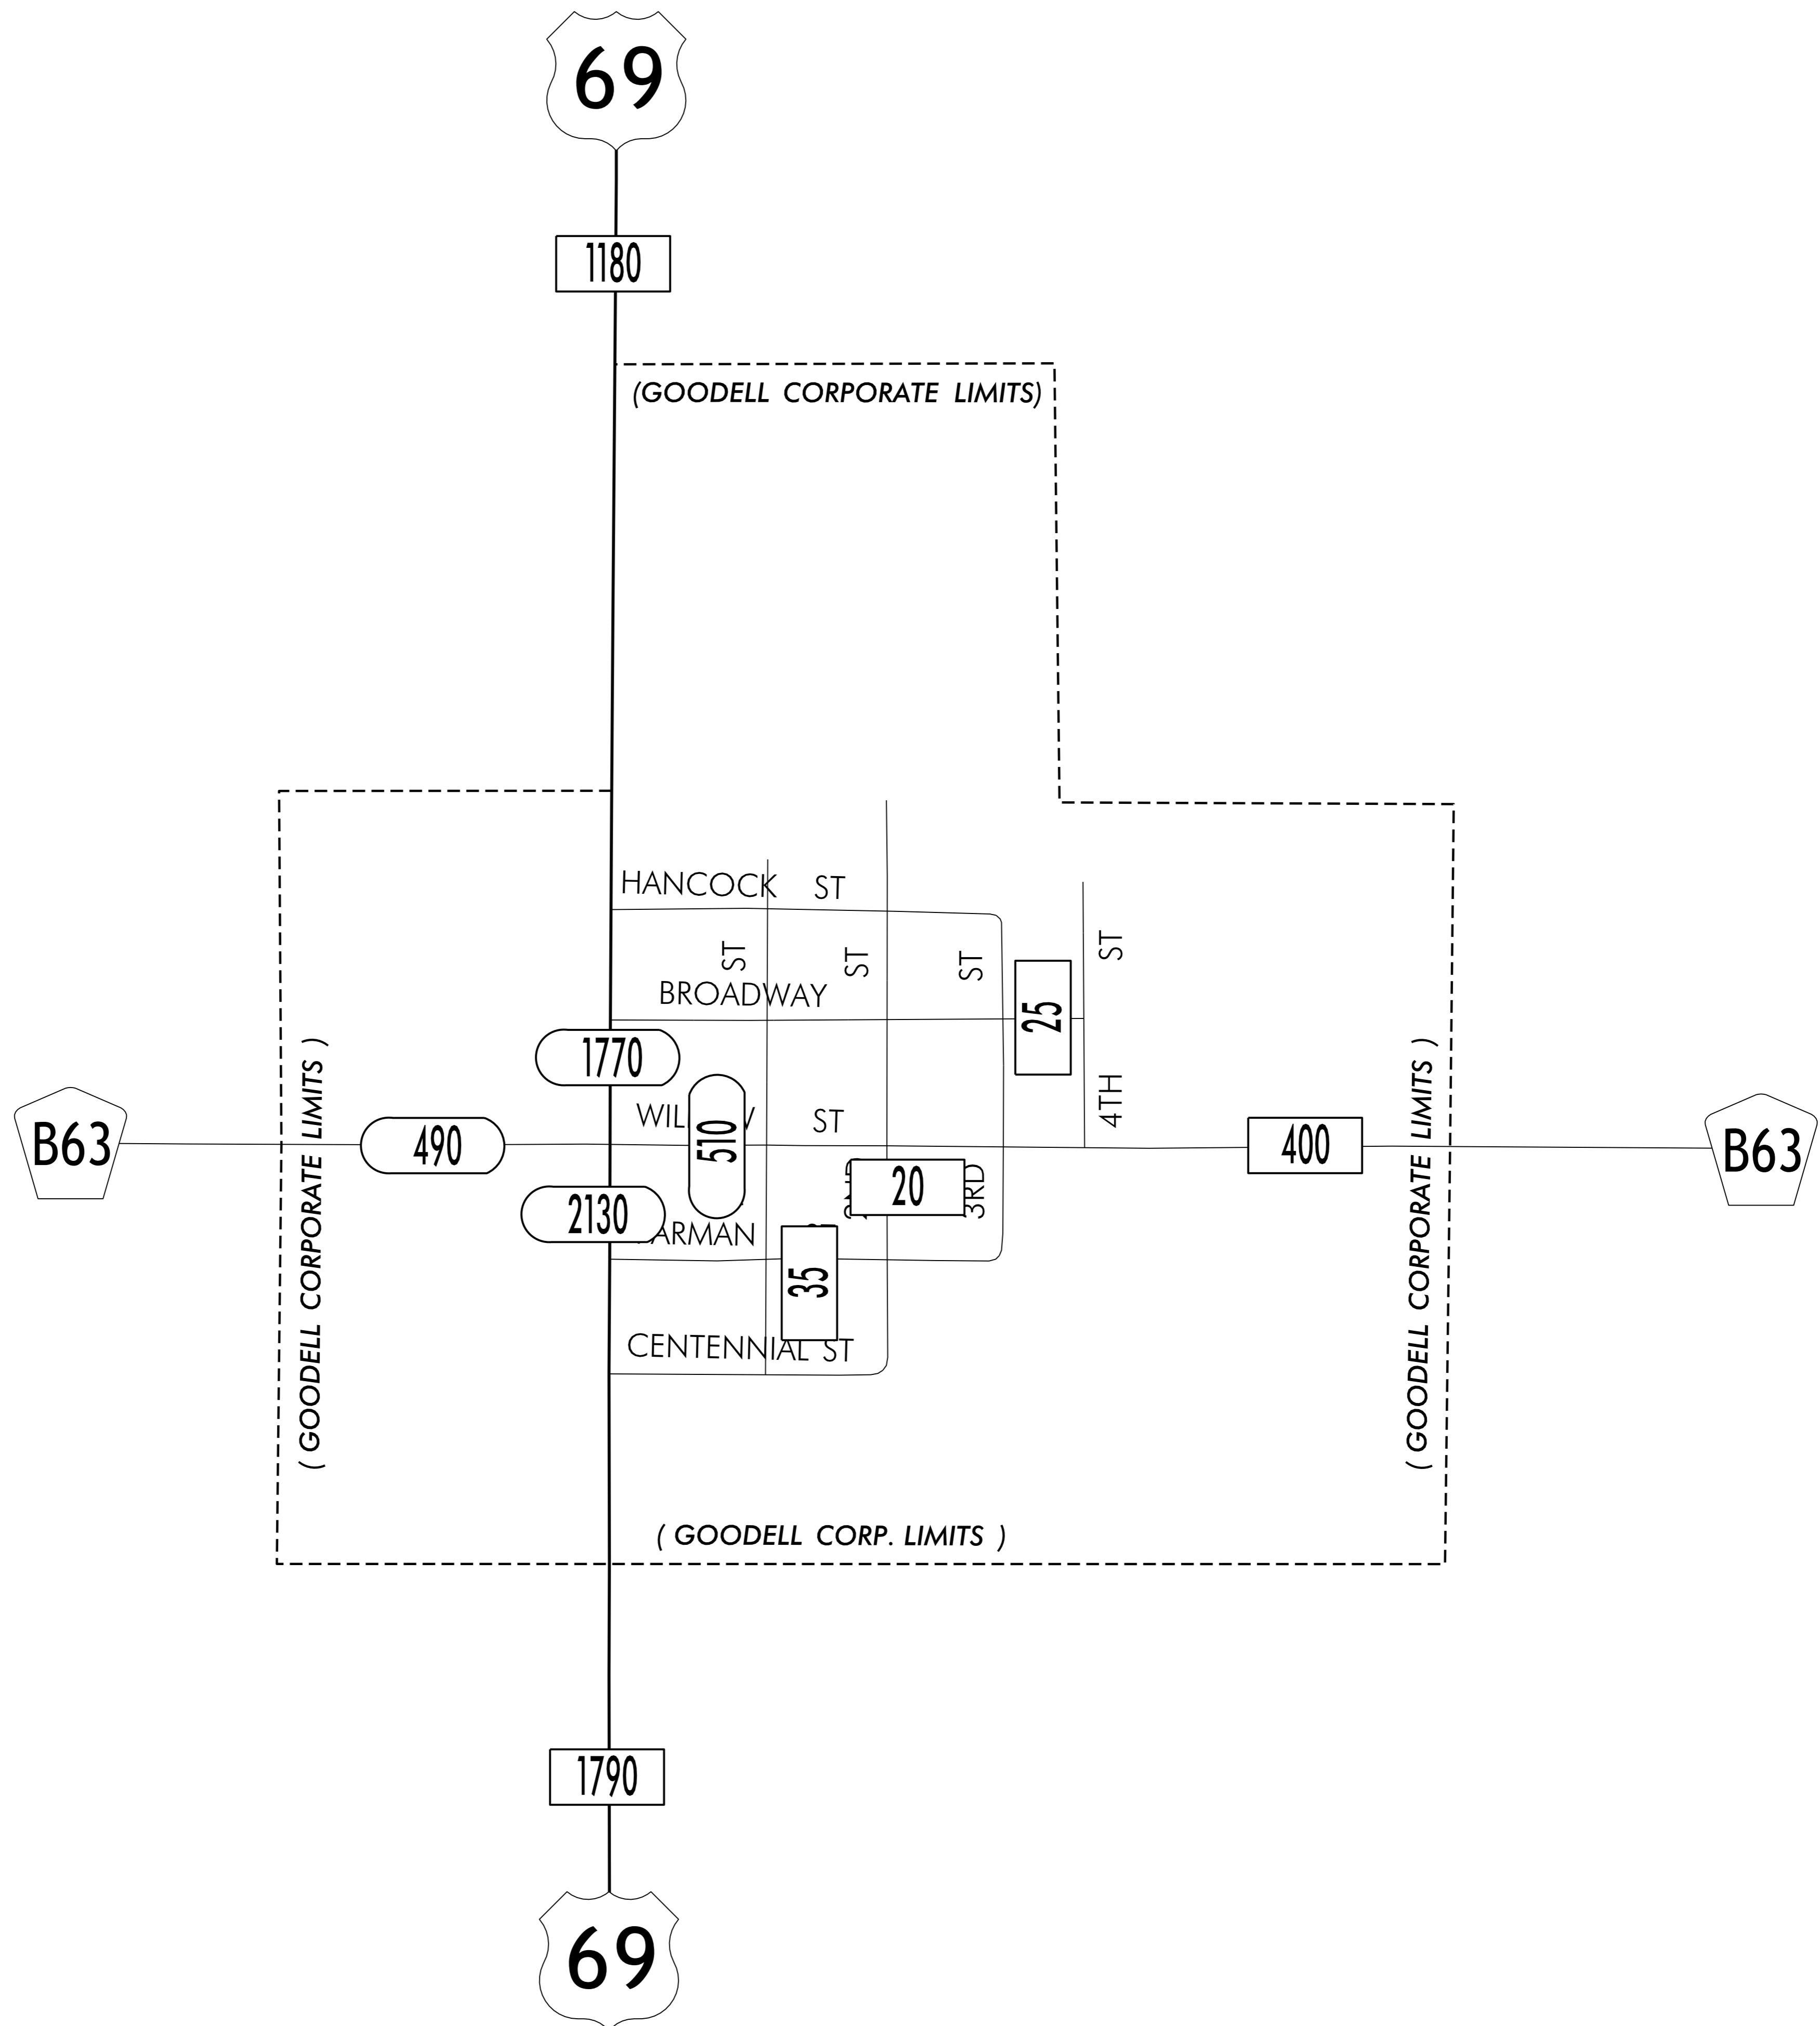 69
1180
(GOODELL CORPORATE LIMITS)
HANCOCK ST
ST
ST
ST
ST
BROADWAY
25
1770
4TH
ST
B63
490
510
400
B63
( GOODELL CORPORATE LIMITS )
( GOODELL CORPORATE LIMITS )
20
3RD
2130
35
CENTENNIAL ST
( GOODELL CORP. LIMITS )
1790
69